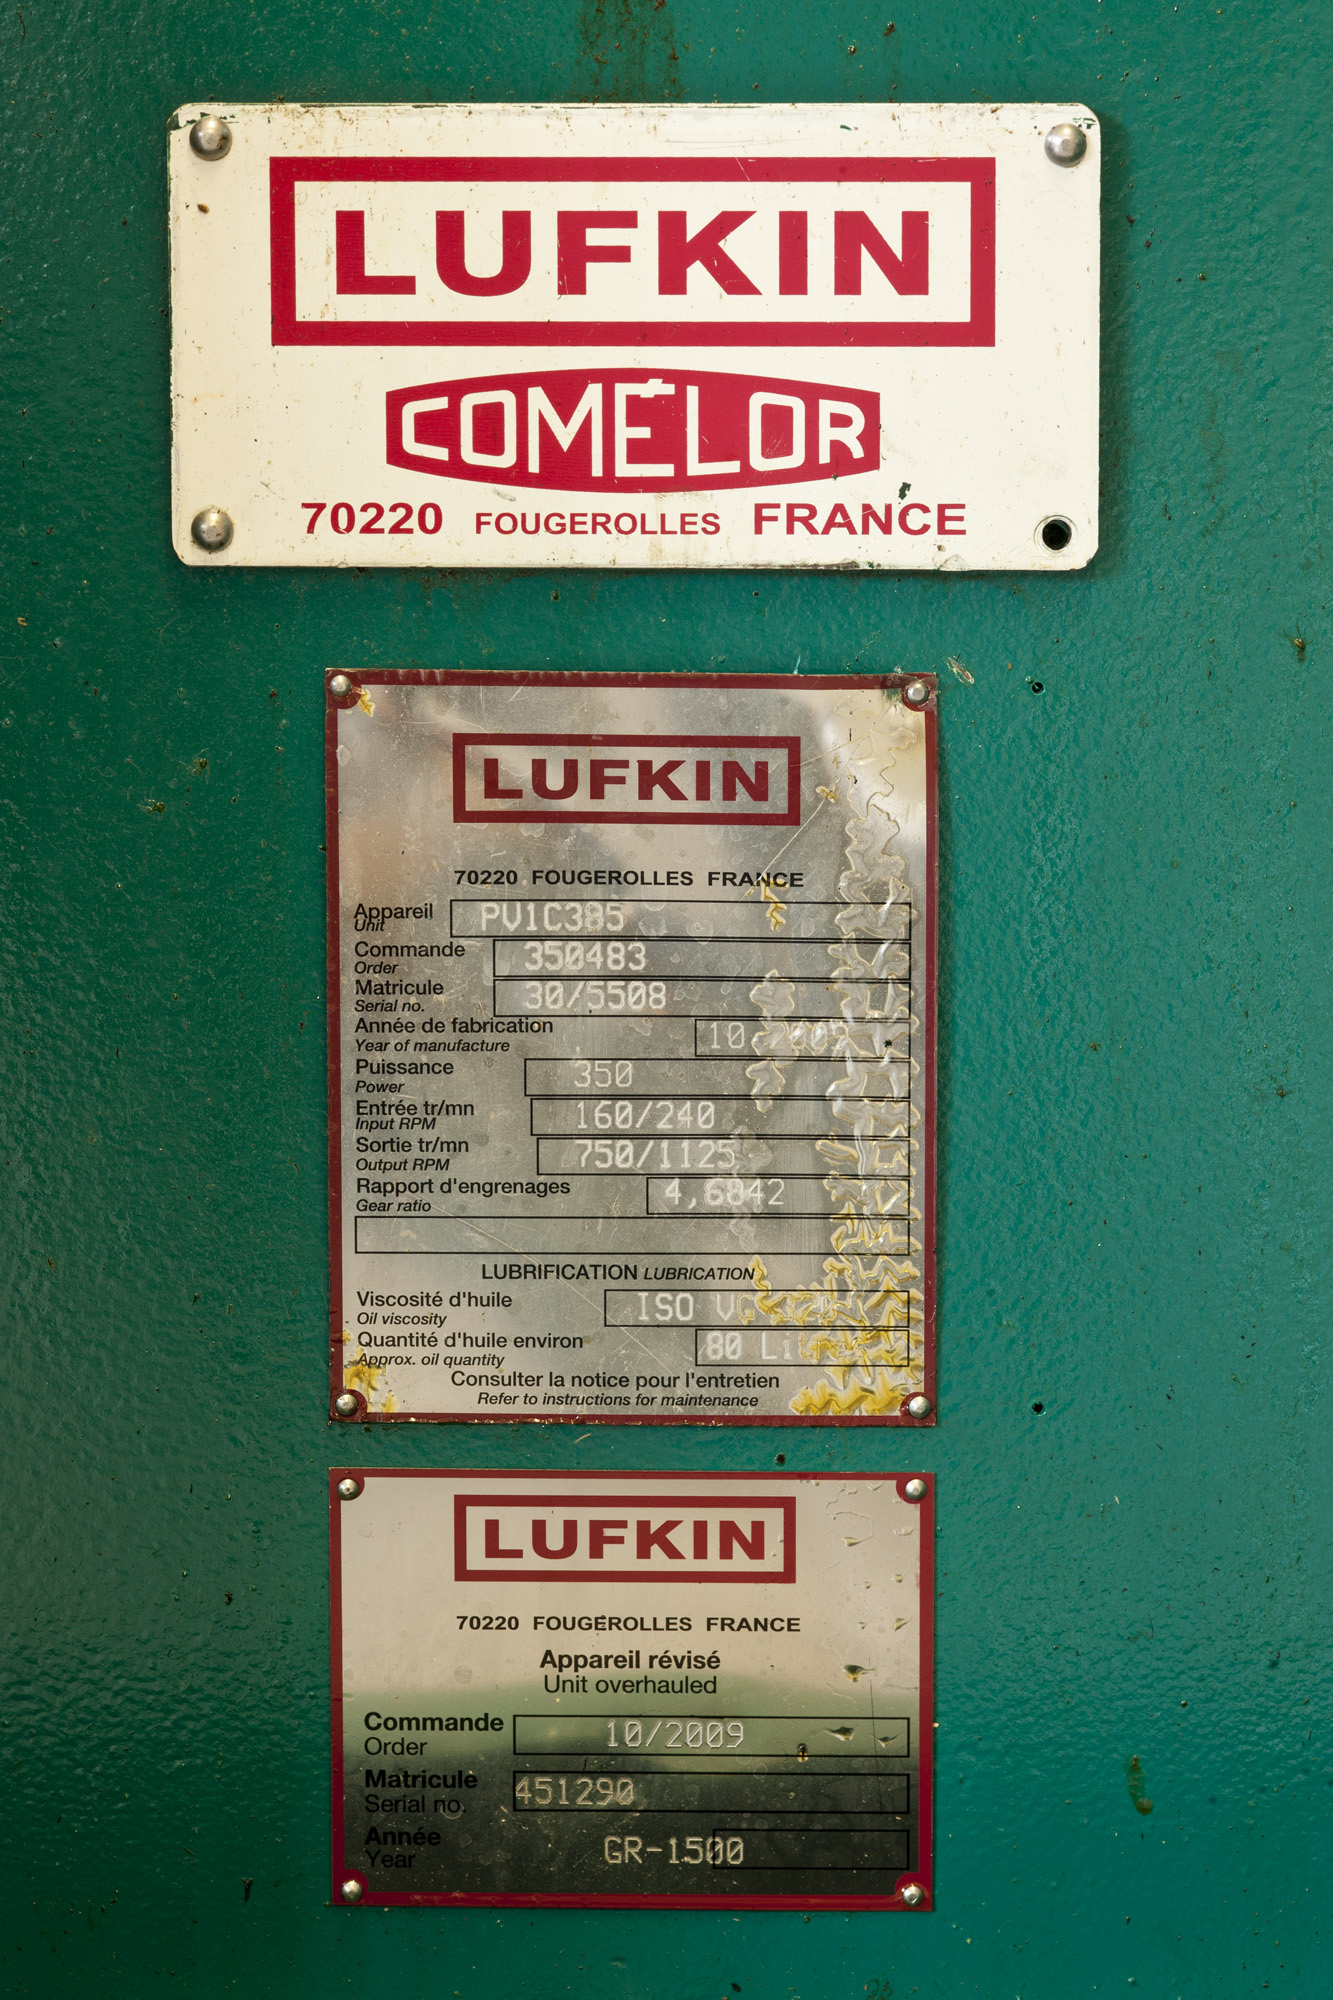 LUFKIN
COMELOR
70220 FOUGEROLLES FRANCE
LUFKIN
70220 FOUGEROLLES FRANCE
Appareil PV1C385
Unit
Commande 350483
Order
Matricule 30/5508
Serial no.
Année de fabrication 10/2009
Year of manufacture
Puissance 350
Power
Entrée tr/mn 160/240
Input RPM
Sortie tr/mn 750/1125
Output RPM
Rapport d'engrenages 4,6842
Gear ratio
LUBRIFICATION LUBRICATION
Viscosité d'huile ISO VG
Oil viscosity
Quantité d'huile environ 80
Approx. oil quantity
Consulter la notice pour l'entretien
Refer to instructions for maintenance
LUFKIN
70220 FOUGEROLLES FRANCE
Appareil révisé
Unit overhauled
Commande 10/2009
Order
Matricule 451290
Serial no.
Année GR-1500
Year